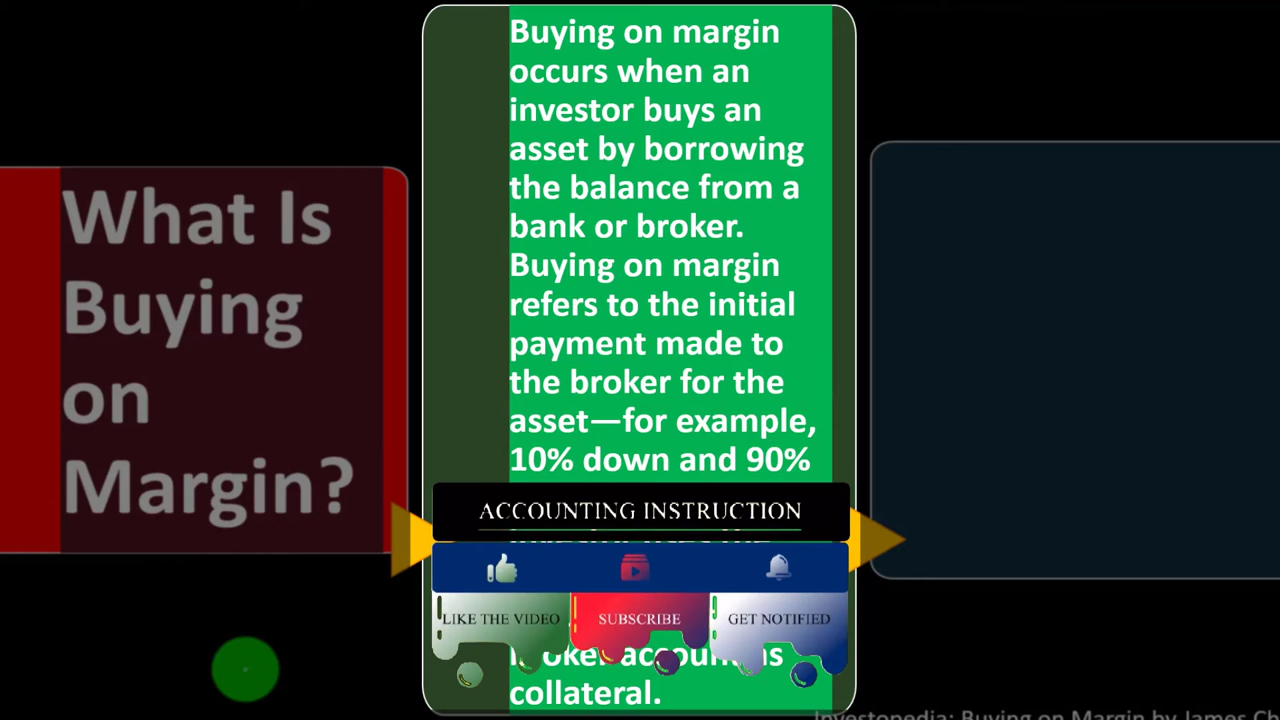 What Is
Buying
on
Margin?
Buying on margin
occurs when an
investor buys an
asset by borrowing
the balance from a
bank or broker.
Buying on margin
refers to the initial
payment made to
the broker for the
asset—for example,
10% down and 90%
ACCOUNTING INSTRUCTION
LIKE THE VIDEO
SUBSCRIBE
GET NOTIFIED
collateral.
Investopedia: Buying on Margin by James Ch